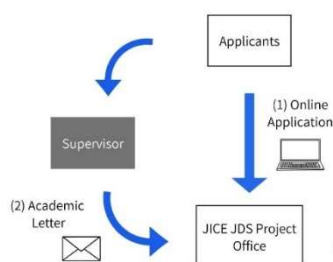 Applicants
(1) Online
Application
Supervisor
(2) Academic
Letter
JICE JDS Project
Office